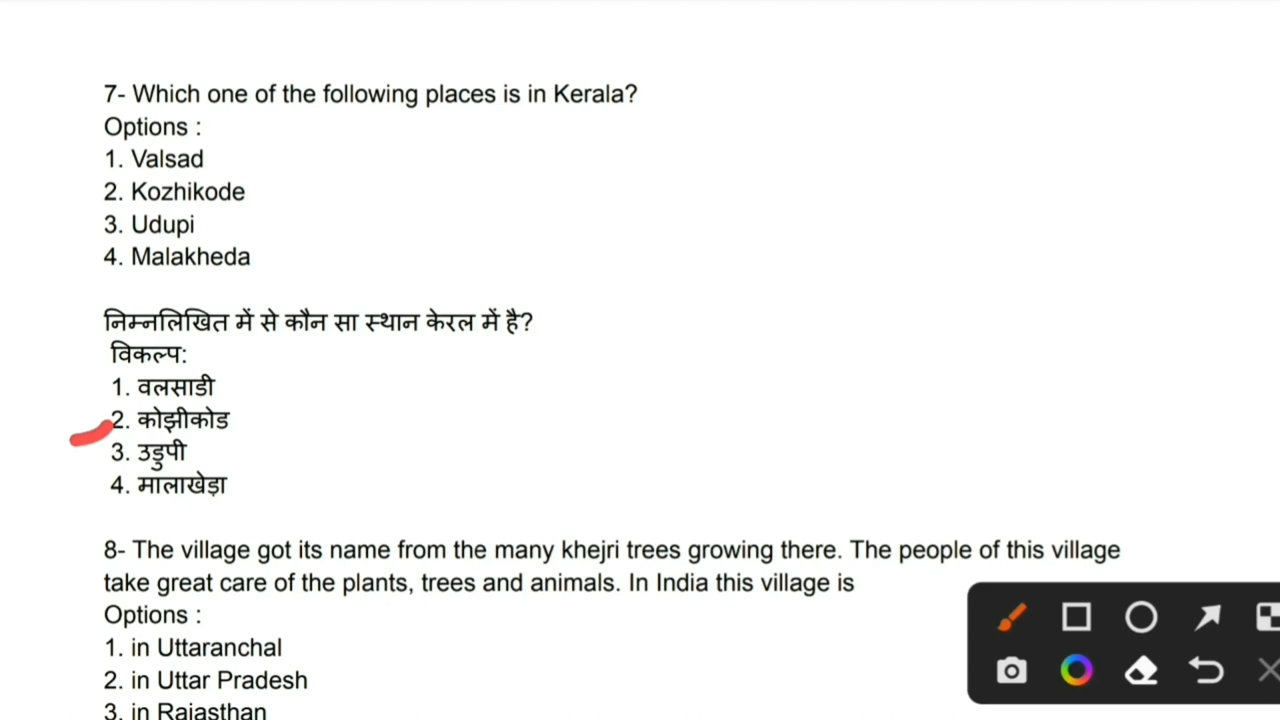 7- Which one of the following places is in Kerala?
Options :
1. Valsad
2. Kozhikode
3. Udupi
4. Malakheda
निम्नलिखित में से कौन सा स्थान केरल में है?
विकल्प:
1. वलसाडी
2. कोझीकोड
3. उडुपी
4. मालाखेड़ा
8- The village got its name from the many khejri trees growing there. The people of this village
take great care of the plants, trees and animals. In India this village is
Options :
1. in Uttaranchal
2. in Uttar Pradesh
3. in Rajasthan